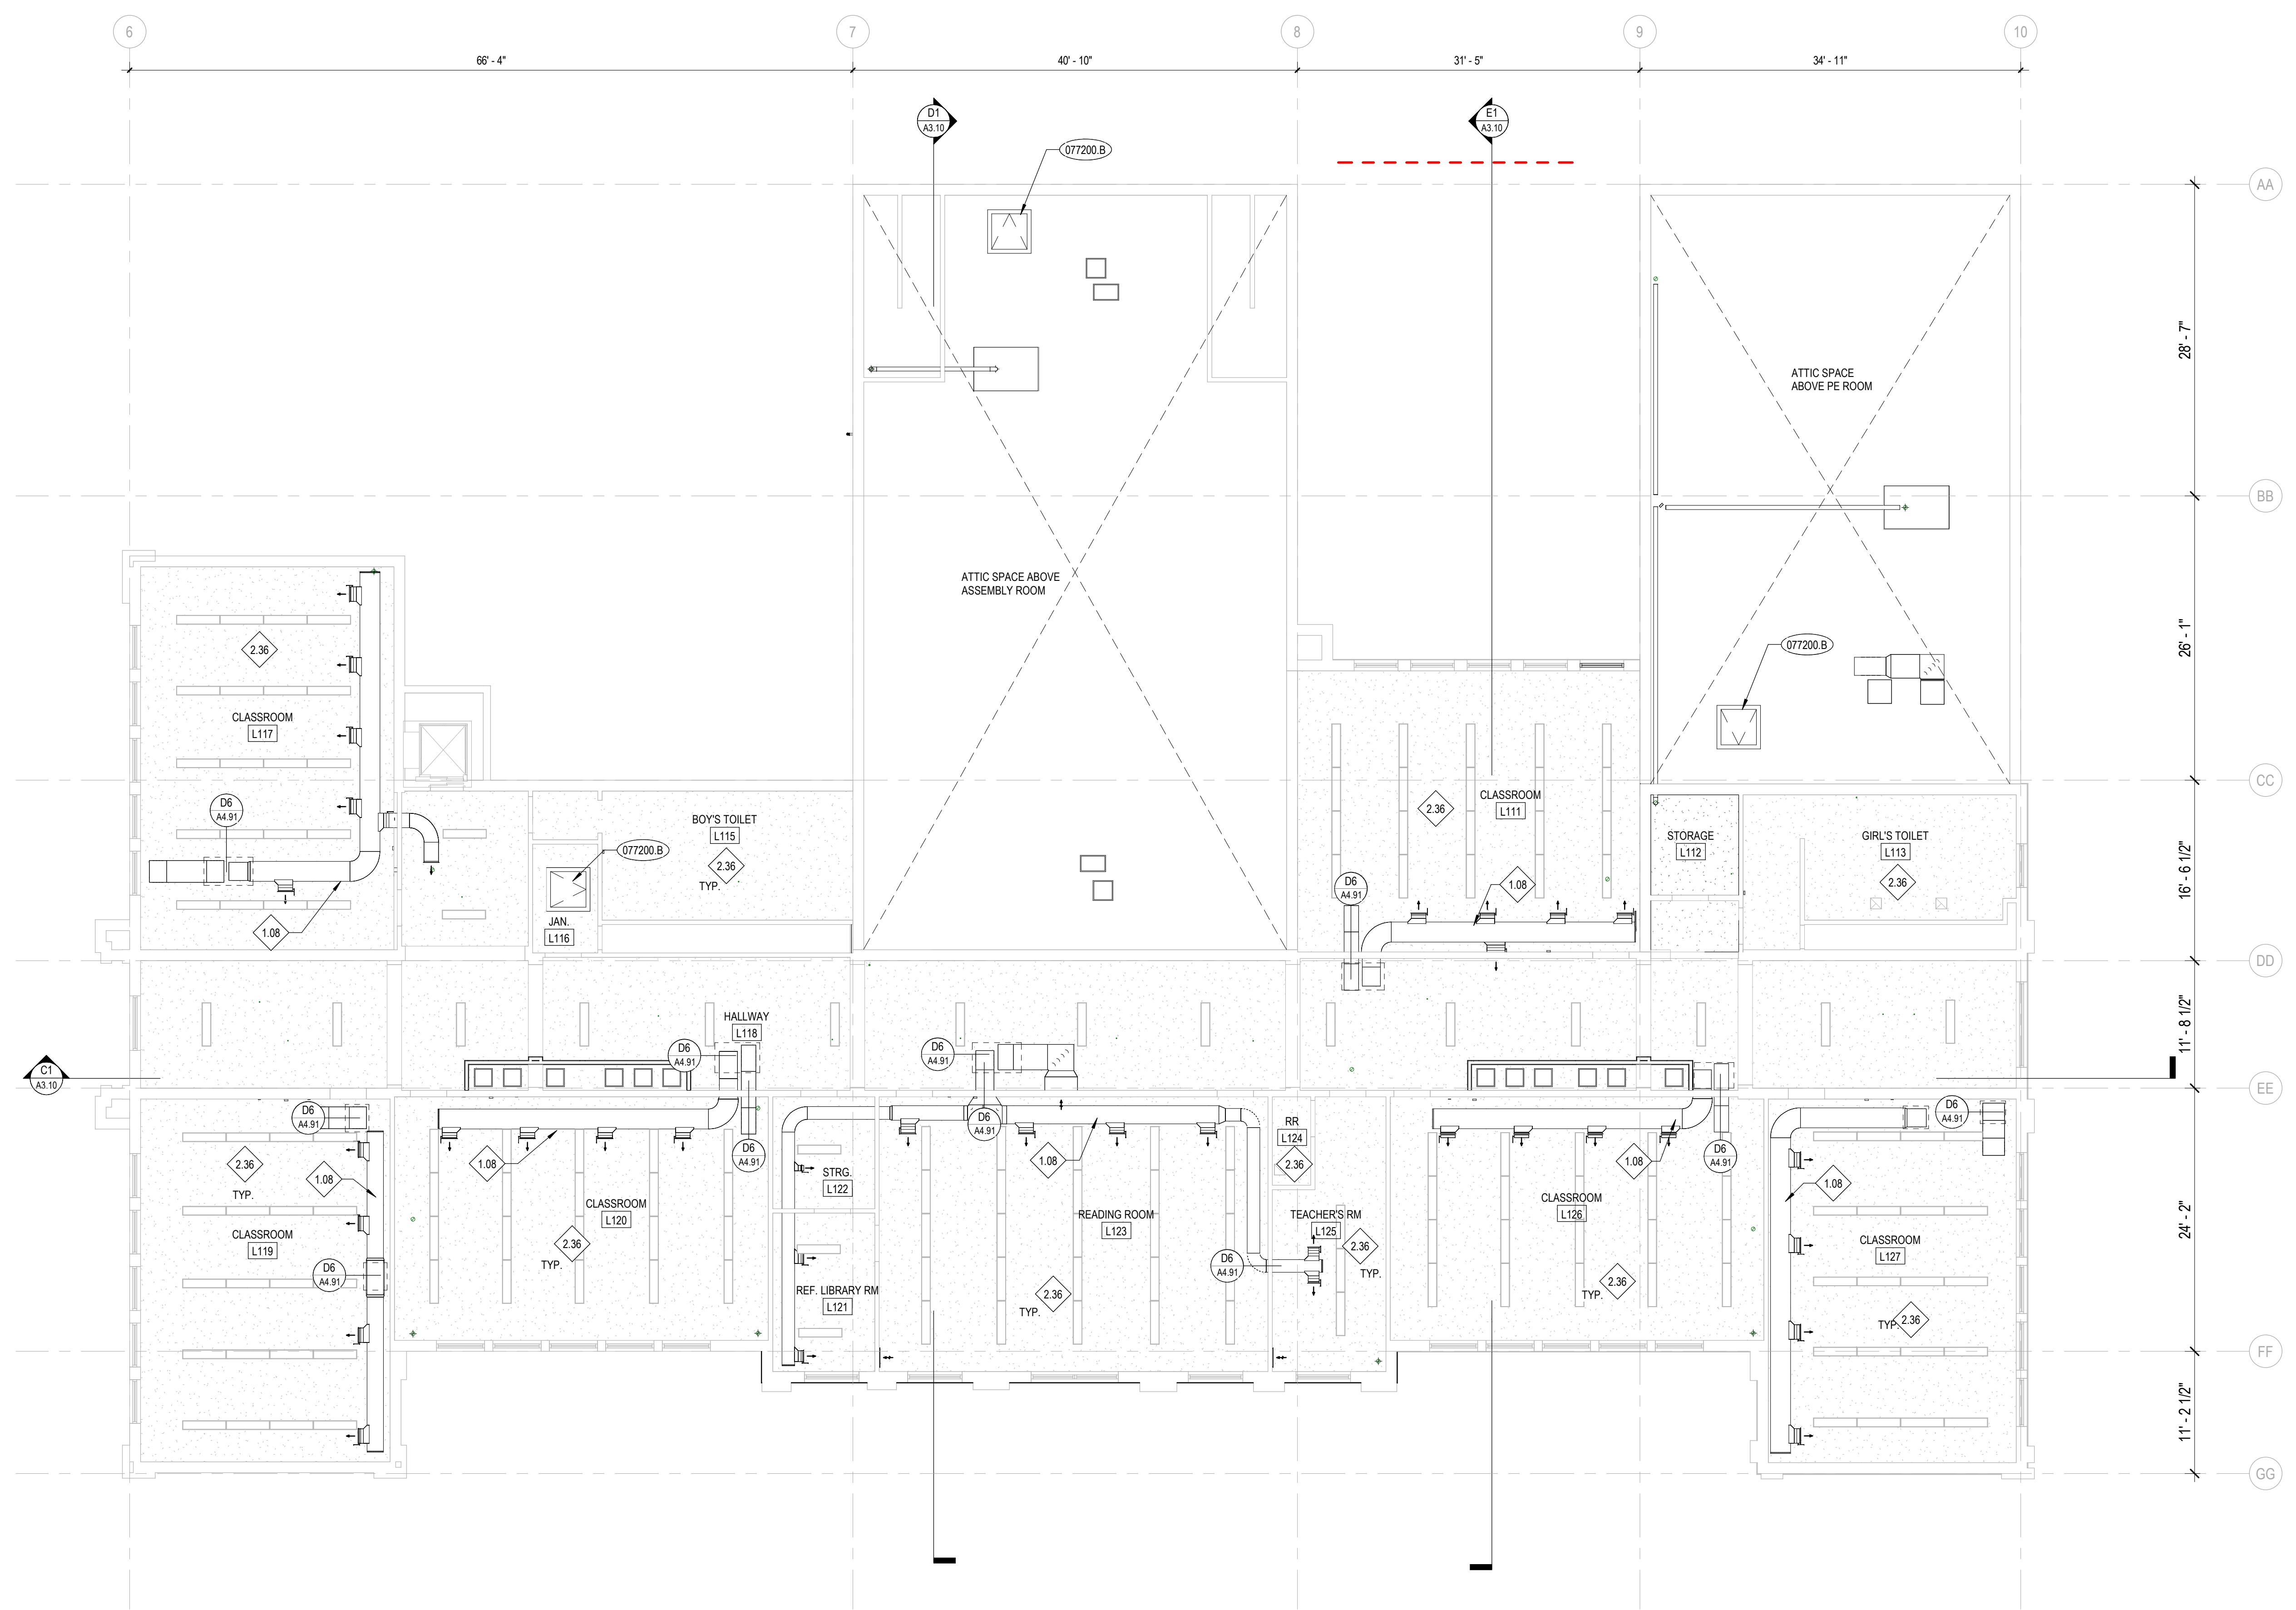 6
7
8
9
10
66' - 4"
40' - 10"
31' - 5"
34' - 11"
D1
A3.10
E1
A3.10
077200.B
AA
28' - 7"
ATTIC SPACE
ABOVE PE ROOM
BB
ATTIC SPACE ABOVE
ASSEMBLY ROOM
26' - 1"
077200.B
2.36
CLASSROOM
L117
CC
D6
A4.91
BOY'S TOILET
L115
2.36
TYP.
077200.B
JAN.
L116
1.08
CLASSROOM
L111
2.36
1.08
D6
A4.91
STORAGE
L112
GIRL'S TOILET
L113
2.36
16' - 6 1/2"
DD
HALLWAY
L118
D6
A4.91
D6
A4.91
11' - 8 1/2"
C1
A3.10
EE
D6
A4.91
2.36
TYP.
1.08
CLASSROOM
L119
D6
A4.91
1.08
CLASSROOM
L120
2.36
TYP.
D6
A4.91
STRG.
L122
REF. LIBRARY RM
L121
D6
A4.91
1.08
READING ROOM
L123
2.36
TYP.
RR
L124
2.36
TEACHER'S RM
L125
2.36
TYP.
D6
A4.91
1.08
D6
A4.91
CLASSROOM
L126
2.36
TYP.
D6
A4.91
1.08
CLASSROOM
L127
2.36
TYP.
24' - 2"
FF
11' - 2 1/2"
GG